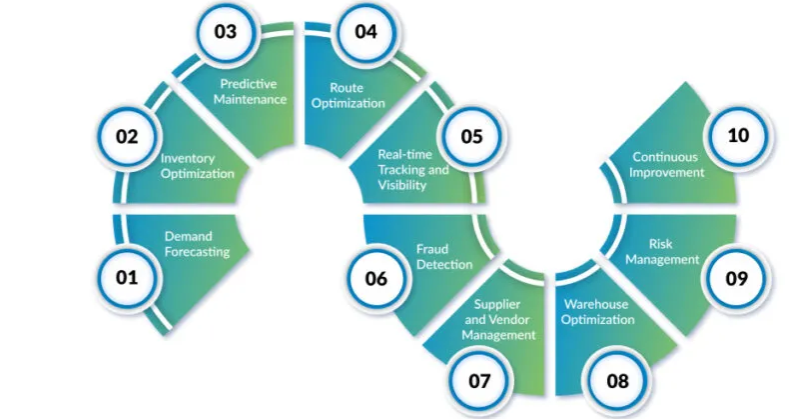 01
Demand
Forecasting
02
Inventory
Optimization
03
Predictive
Maintenance
04
Route
Optimization
05
Real-time
Tracking and
Visibility
06
Fraud
Detection
07
Supplier
and Vendor
Management
08
Warehouse
Optimization
09
Risk
Management
10
Continuous
Improvement